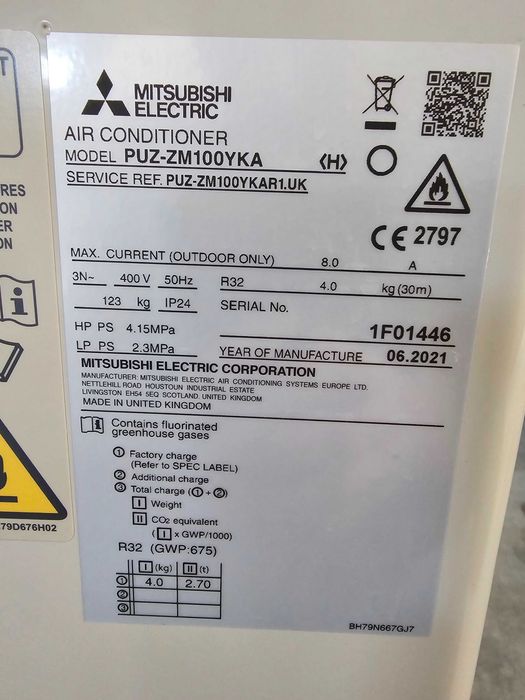 MITSUBISHI
ELECTRIC
AIR CONDITIONER
MODEL PUZ-ZM100YKA ⟨H⟩
SERVICE REF. PUZ-ZM100YKAR1.UK
CE 2797
MAX. CURRENT (OUTDOOR ONLY) 8.0 A
3N~ 400 V 50Hz R32 4.0 kg (30m)
123 kg IP24 SERIAL No.
HP PS 4.15MPa 1F01446
LP PS 2.3MPa YEAR OF MANUFACTURE 06.2021
MITSUBISHI ELECTRIC CORPORATION
MANUFACTURER: MITSUBISHI ELECTRIC AIR CONDITIONING SYSTEMS EUROPE LTD.
NETTLEHILL ROAD HOUSTOUN INDUSTRIAL ESTATE
LIVINGSTON EH54 5EQ SCOTLAND. UNITED KINGDOM
MADE IN UNITED KINGDOM
i Contains fluorinated
greenhouse gases
① Factory charge
(Refer to SPEC LABEL)
② Additional charge
③ Total charge (①+②)
I Weight
II CO2 equivalent
(I x GWP/1000)
R32 (GWP:675)
I (kg) II (t)
① 4.0 2.70
②
③
BH79N667GJ7
T
RES
ON
ER
ON
i
79D676H02